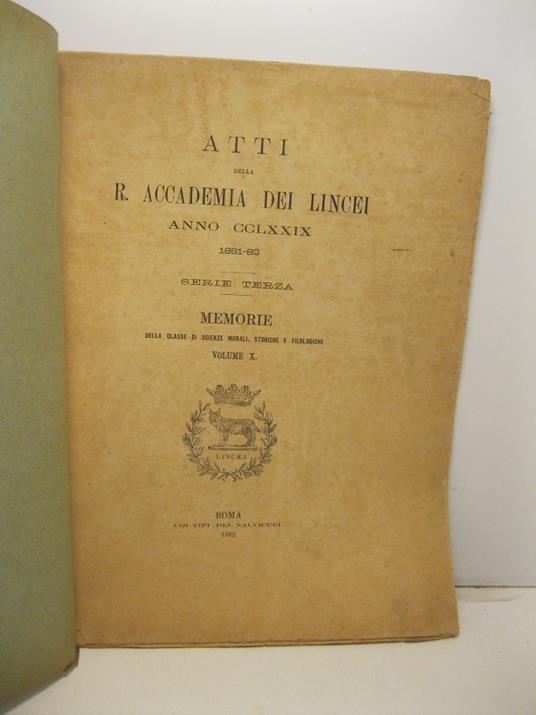 ATTI
DELLA
R. ACCADEMIA DEI LINCEI
ANNO CCLXXIX
1881-82
SERIE TERZA
MEMORIE
DELLA CLASSE DI SCIENZE MORALI, STORICHE E FILOLOGICHE
VOLUME X.
LYNCÆI
ROMA
COI TIPI DEL SALVIUCCI
1882